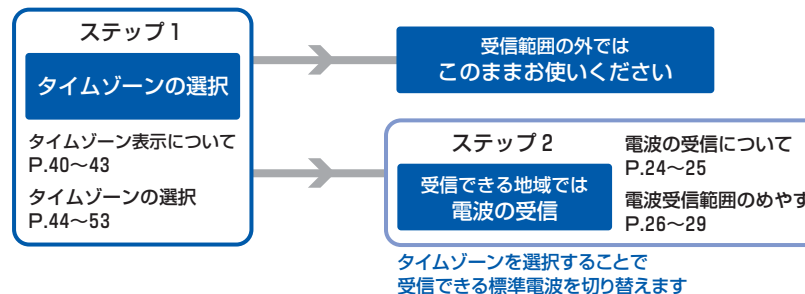 ステップ1
タイムゾーンの選択
タイムゾーン表示について
P.40～43
タイムゾーンの選択
P.44～53
受信範囲の外では
このままお使いください
ステップ2
受信できる地域では
電波の受信
電波の受信について
P.24～25
電波受信範囲のめやす
P.26～29
タイムゾーンを選択することで
受信できる標準電波を切り替えます